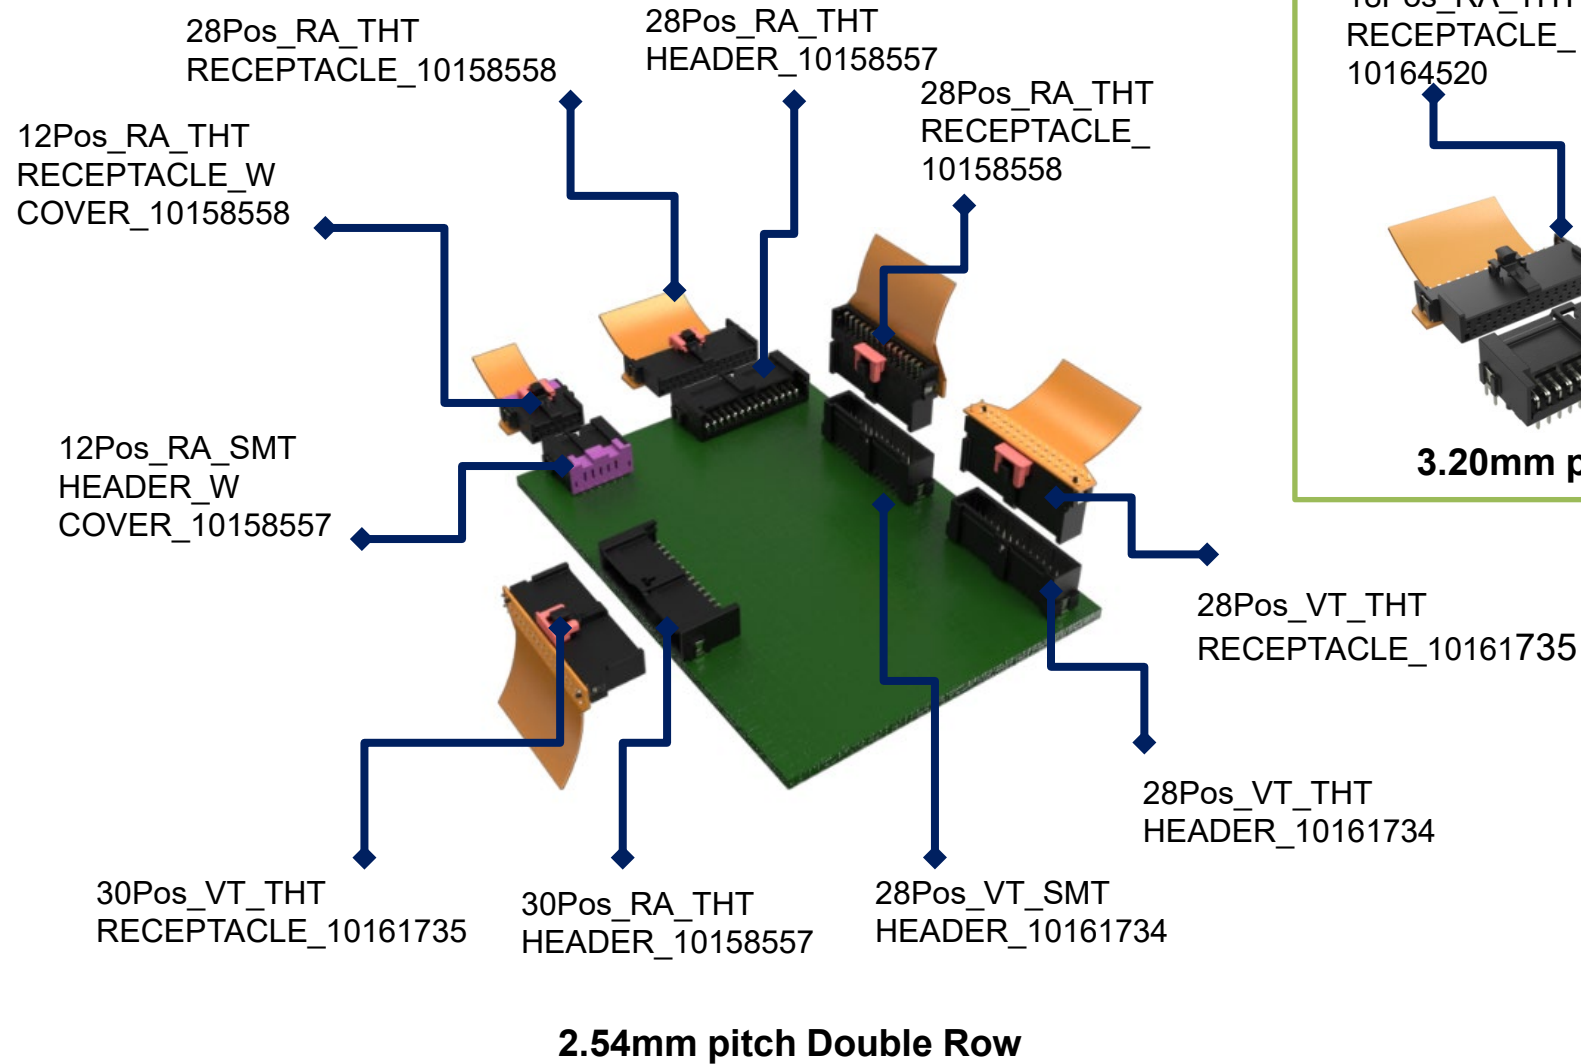 28Pos_RA_THT
RECEPTACLE_10158558
28Pos_RA_THT
HEADER_10158557
28Pos_RA_THT
RECEPTACLE_
10158558
12Pos_RA_THT
RECEPTACLE_W
COVER_10158558
12Pos_RA_SMT
HEADER_W
COVER_10158557
28Pos_VT_THT
RECEPTACLE_10161735
28Pos_VT_THT
HEADER_10161734
30Pos_VT_THT
RECEPTACLE_10161735
30Pos_RA_THT
HEADER_10158557
28Pos_VT_SMT
HEADER_10161734
2.54mm pitch Double Row
RECEPTACLE_
10164520
3.20mm p